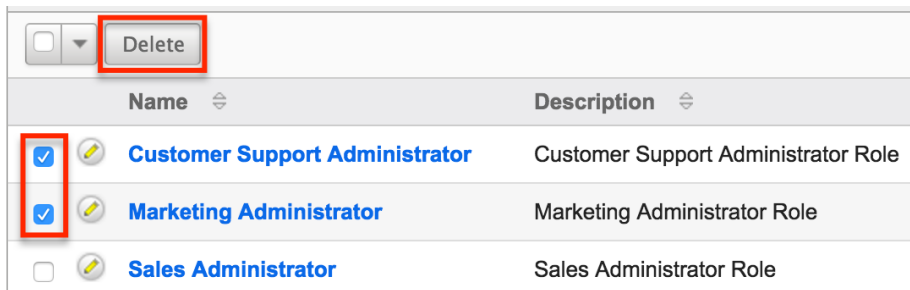 Delete
Name Description
Customer Support Administrator Customer Support Administrator Role
Marketing Administrator Marketing Administrator Role
Sales Administrator Sales Administrator Role